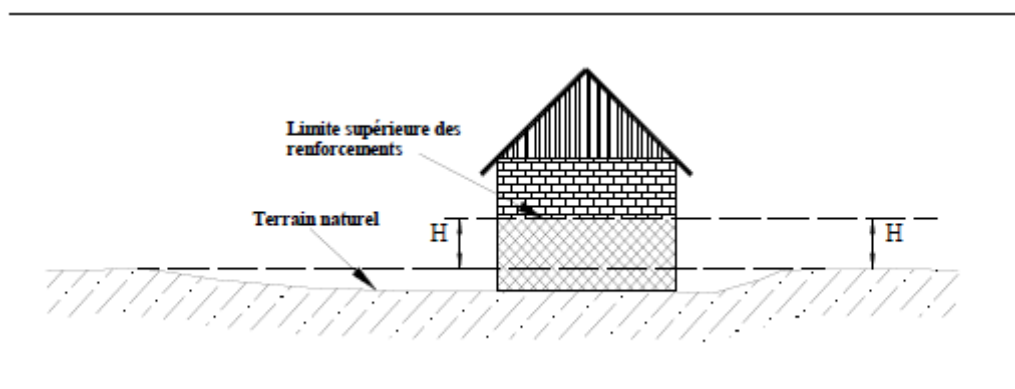 Limite supérieure des
renforcements
Terrain naturel
H
H